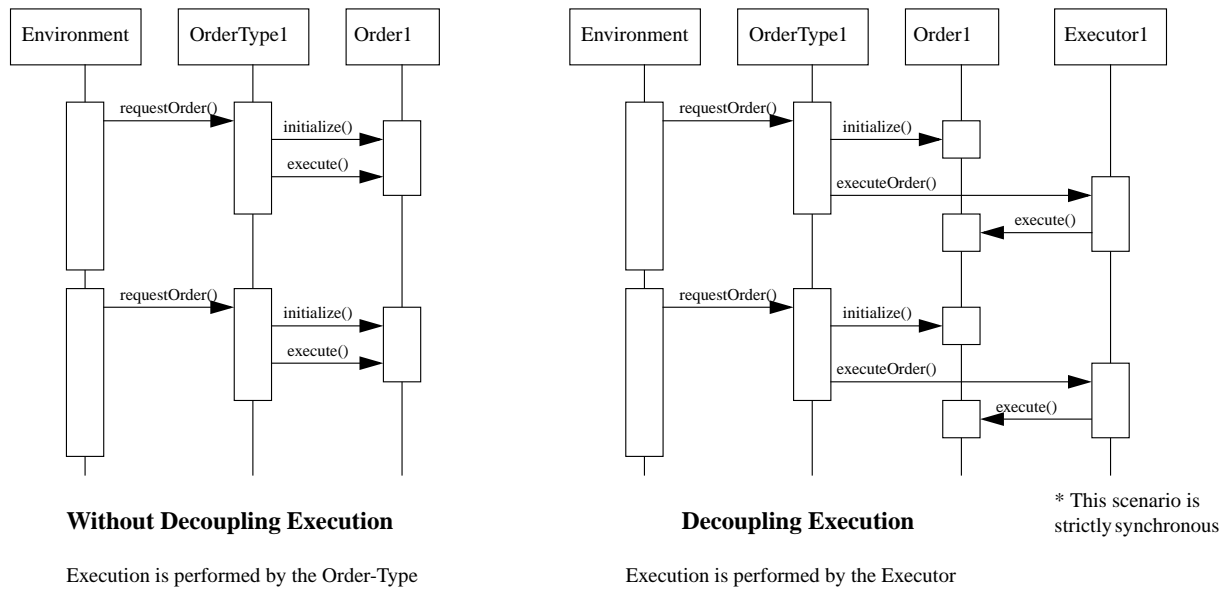 Environment
OrderType1
Order1
requestOrder()
initialize()
execute()
requestOrder()
initialize()
execute()
Without Decoupling Execution
Execution is performed by the Order-Type
Environment
OrderType1
Order1
Executor1
requestOrder()
initialize()
executeOrder()
execute()
requestOrder()
initialize()
executeOrder()
execute()
Decoupling Execution
Execution is performed by the Executor
* This scenario is
strictly synchronous